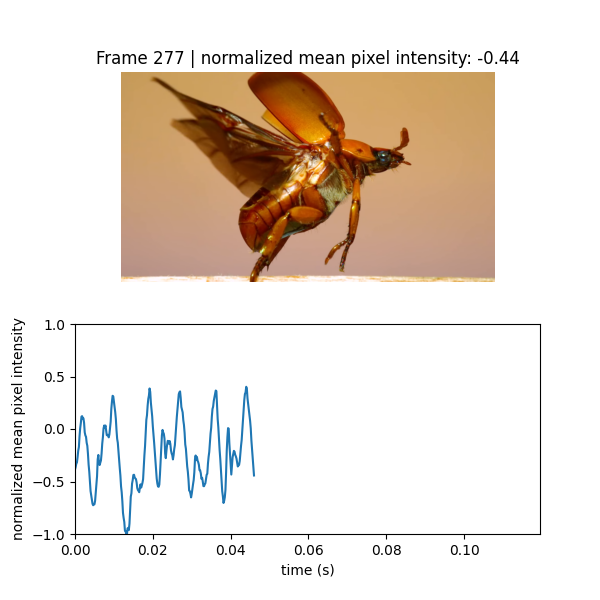 Frame 277 | normalized mean pixel intensity: -0.44
normalized mean pixel intensity
1.0
0.5
0.0
−0.5
−1.0
0.00 0.02 0.04 0.06 0.08 0.10
time (s)